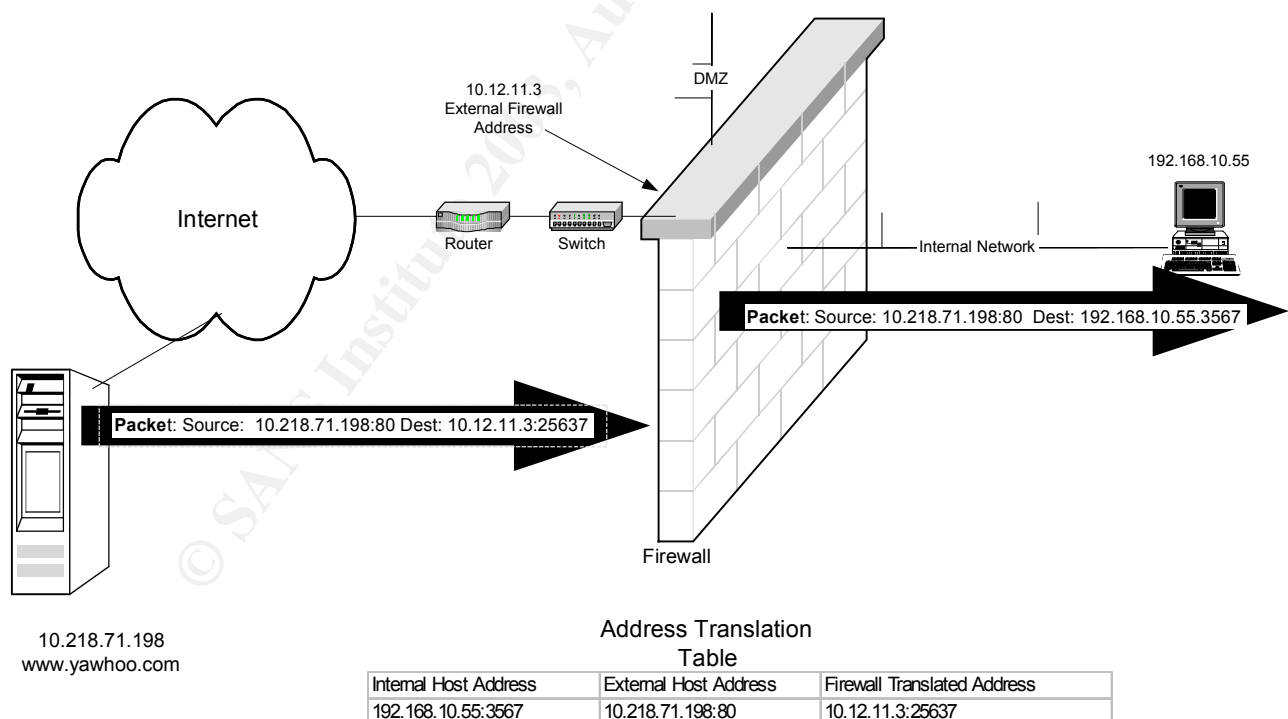 DMZ
10.12.11.3
External Firewall
Address
192.168.10.55
Internet
Router
Switch
Internal Network
Packet: Source: 10.218.71.198:80 Dest: 192.168.10.55.3567
Packet: Source: 10.218.71.198:80 Dest: 10.12.11.3:25637
Firewall
10.218.71.198
www.yawhoo.com
Address Translation
Table
Internal Host Address External Host Address Firewall Translated Address
192.168.10.55:3567 10.218.71.198:80 10.12.11.3:25637
© SANS Institu